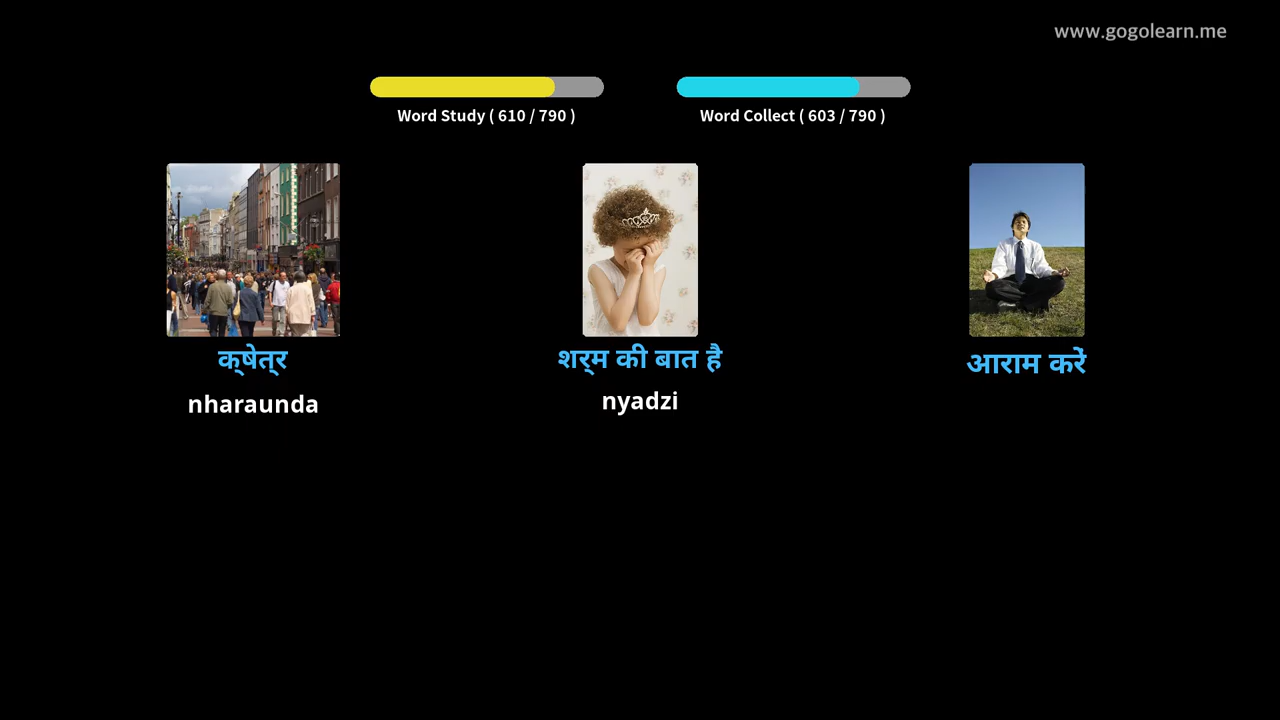 www.gogolearn.me
Word Study ( 610 / 790 )
Word Collect ( 603 / 790 )
क्षेत्र
शर्म की बात है
आराम करें
nharaunda
nyadzi